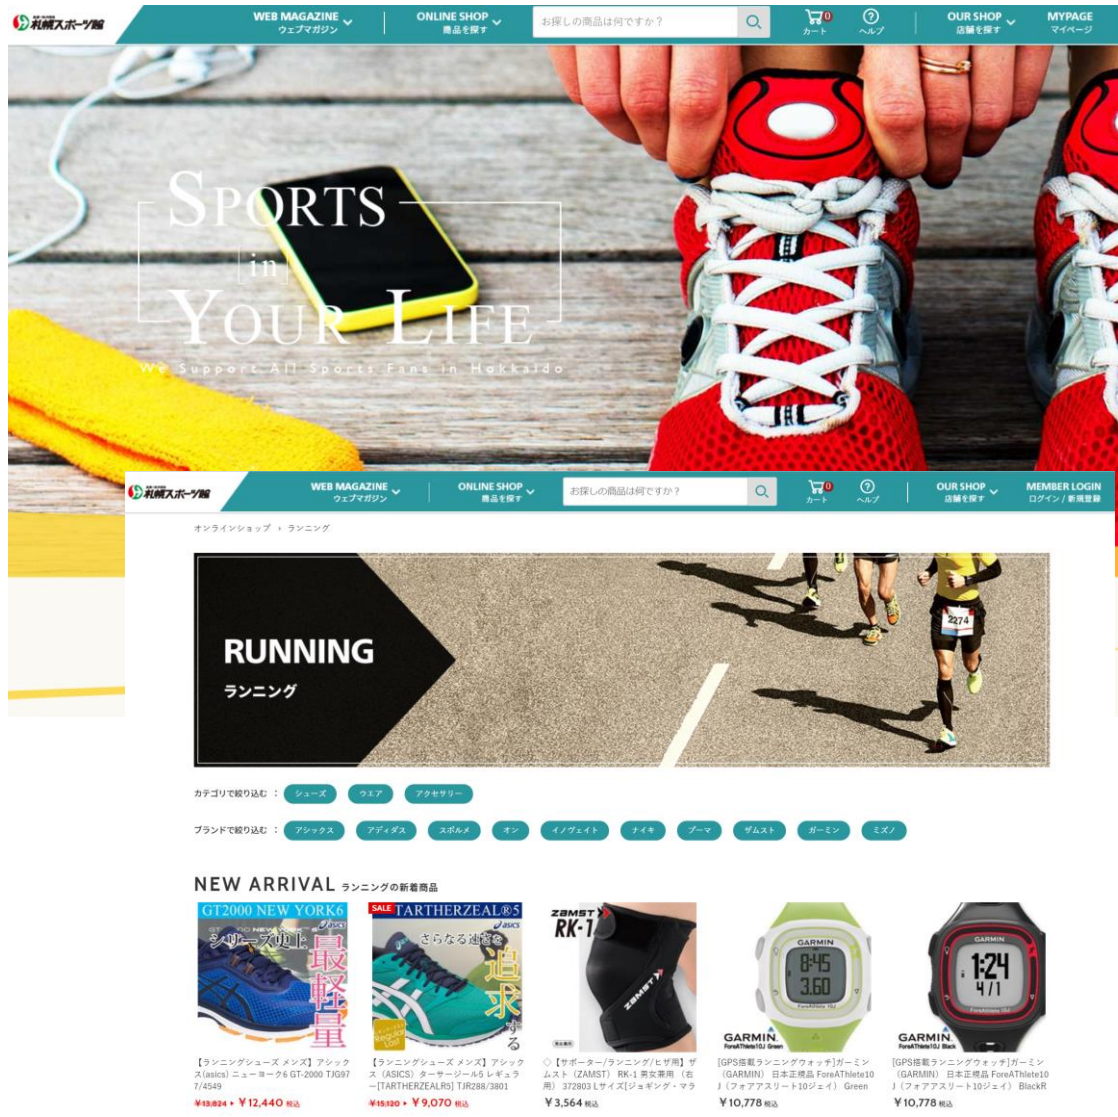 札幌スポーツ館
WEB MAGAZINE
ウェブマガジン
ONLINE SHOP
商品を探す
お探しの商品は何ですか？
0
カート
?
ヘルプ
OUR SHOP
店舗を探す
MYPAGE
マイページ
SPORTS
in
YOUR LIFE
We Support All Sports Fans in Hokkaido
札幌スポーツ館
WEB MAGAZINE
ウェブマガジン
ONLINE SHOP
商品を探す
お探しの商品は何ですか？
0
カート
?
ヘルプ
OUR SHOP
店舗を探す
MEMBER LOGIN
ログイン / 新規登録
オンラインショップ › ランニング
RUNNING
ランニング
2274
カテゴリで絞り込む ： シューズ ウエア アクセサリー
ブランドで絞り込む ： アシックス アディダス スポルメ オン イノヴェイト ナイキ プーマ ザムスト ガーミン ミズノ
NEW ARRIVAL ランニングの新着商品
GT2000 NEW YORK6
asics
シリーズ史上
最軽量
【ランニングシューズ メンズ】アシック
ス(asics) ニューヨーク6 GT-2000 TJG97
7/4549
¥13,824 ▸ ¥12,440 税込
SALE TARTHERZEAL®5
asics
さらなる速さを
追求する
Regular
Last
【ランニングシューズ メンズ】アシック
ス（ASICS）ターサージール5 レギュラ
ー[TARTHERZEALR5] TJR288/3801
¥15,120 ▸ ¥9,070 税込
ZAMST
RK-1
ZAMST
◇【サポーター/ランニング/ヒザ用】ザ
ムスト（ZAMST）RK-1 男女兼用 （右
用） 372803 Lサイズ[ジョギング・マラ
¥3,564 税込
GARMIN
8:45
3.60
ForeAthlete10J
GARMIN.
ForeAThlete10J Green
[GPS搭載ランニングウォッチ]ガーミン
（GARMIN） 日本正規品 ForeAThlete10
J（フォアアスリート10ジェイ） Green
¥10,778 税込
GARMIN
1:24
4/1
ForeAthlete10J
GARMIN.
ForeAThlete10J Black
[GPS搭載ランニングウォッチ]ガーミン
（GARMIN） 日本正規品 ForeAThlete10
J（フォアアスリート10ジェイ） BlackR
¥10,778 税込